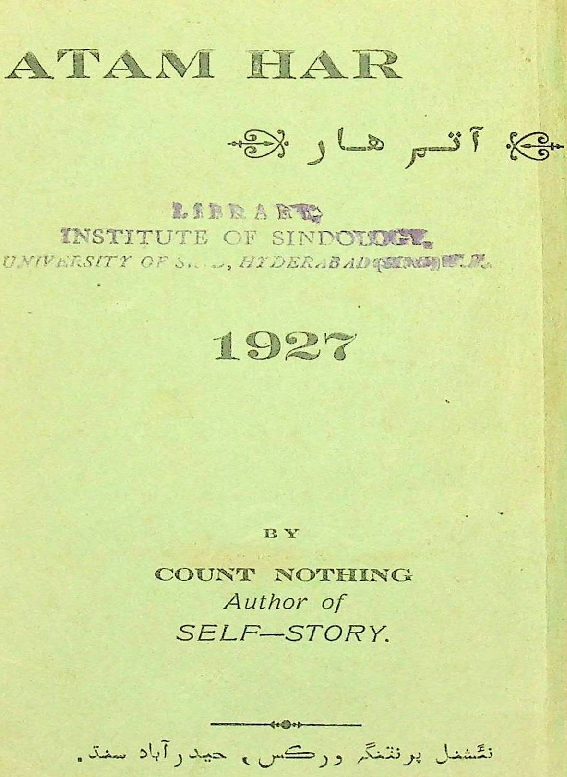 ATAM HAR
آتم هار
LIBRARY,
INSTITUTE OF SINDOLOGY,
UNIVERSITY OF HYDERABAD
1927
BY
COUNT NOTHING
Author of
SELF—STORY.
پرنٽنگ ورڪس، حيدرآباد سنڌ.